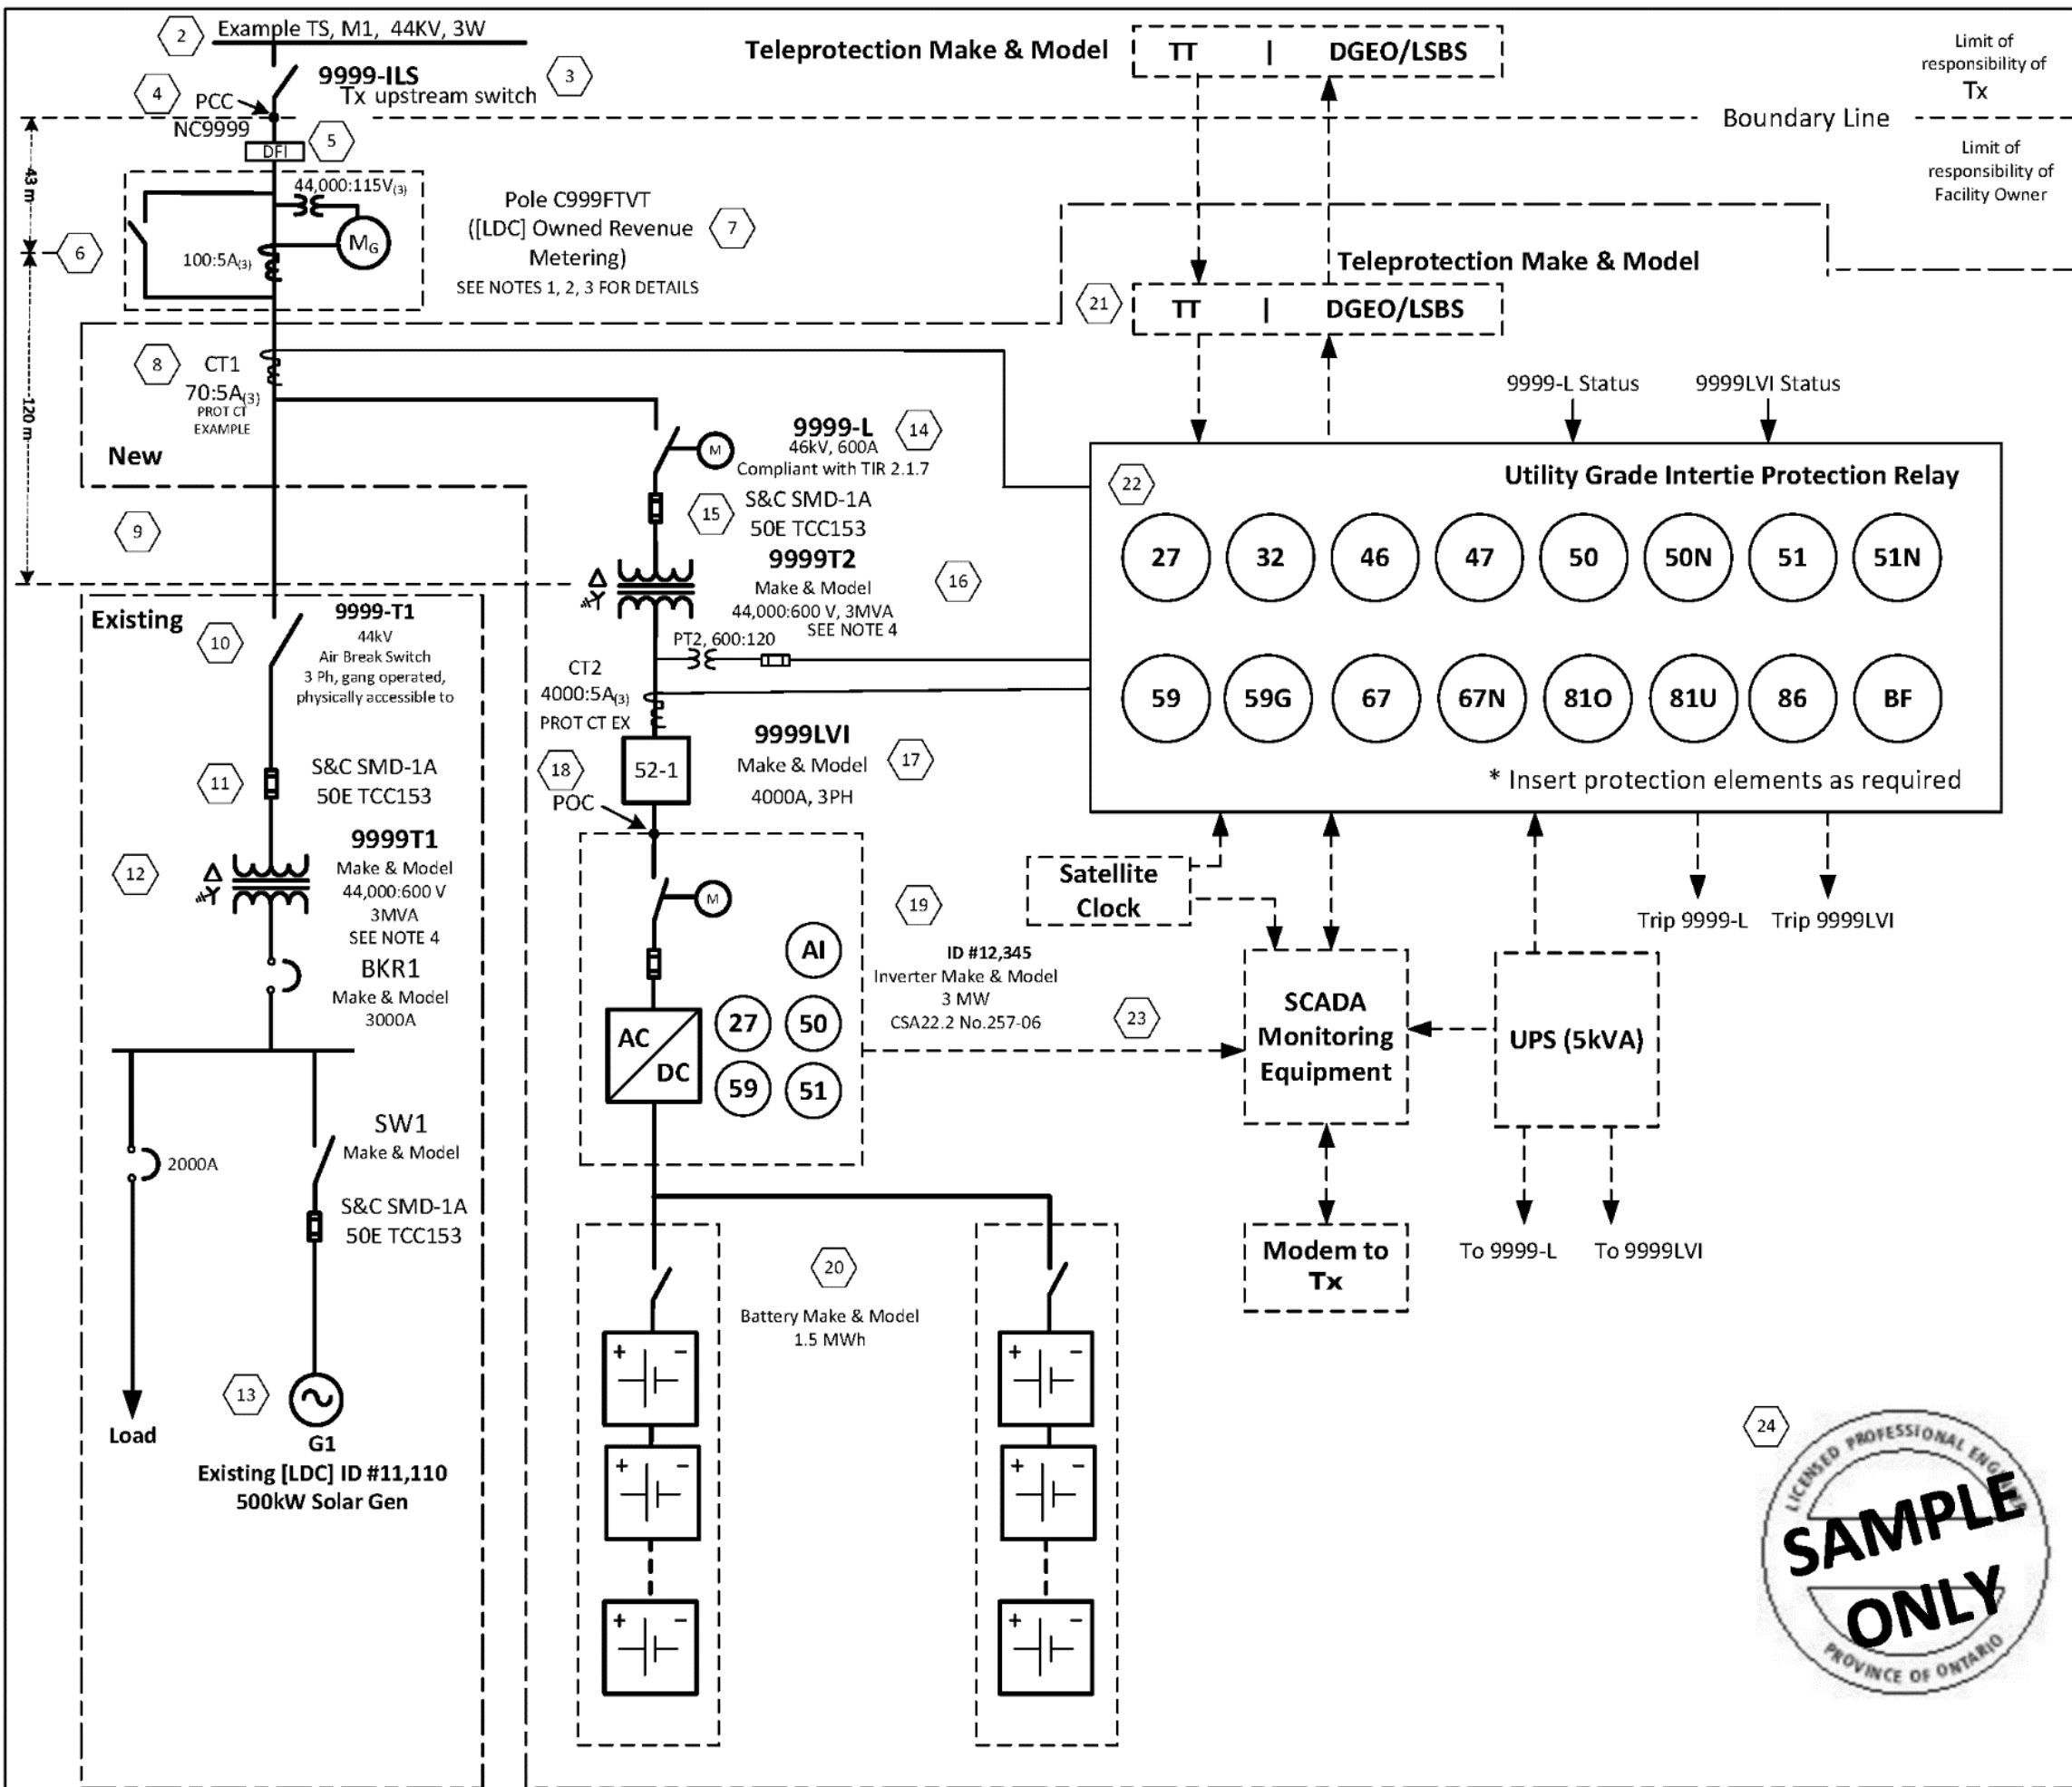 2
Example TS, M1, 44KV, 3W
9999-ILS
Tx upstream switch
3
4
PCC
NC9999
DFI
5
Teleprotection Make & Model
TT | DGEO/LSBS
Limit of
responsibility of
Tx
Boundary Line
Limit of
responsibility of
Facility Owner
43 m
120 m
6
44,000:115V(3)
MG
100:5A(3)
Pole C999FTVT
([LDC] Owned Revenue
Metering)
SEE NOTES 1, 2, 3 FOR DETAILS
7
Teleprotection Make & Model
21
TT | DGEO/LSBS
8
CT1
70:5A(3)
PROT CT
EXAMPLE
New
9
9999-L
46kV, 600A
Compliant with TIR 2.1.7
14
M
15
S&C SMD-1A
50E TCC153
9999T2
Make & Model
44,000:600 V, 3MVA
SEE NOTE 4
16
Δ
Y
PT2, 600:120
CT2
4000:5A(3)
PROT CT EX
52-1
9999LVI
Make & Model
4000A, 3PH
17
18
POC
9999-L Status
9999LVI Status
22
Utility Grade Intertie Protection Relay
27 32 46 47 50 50N 51 51N
59 59G 67 67N 81O 81U 86 BF
* Insert protection elements as required
Existing
10
9999-T1
44kV
Air Break Switch
3 Ph, gang operated,
physically accessible to
11
S&C SMD-1A
50E TCC153
12
Δ
Y
9999T1
Make & Model
44,000:600 V
3MVA
SEE NOTE 4
BKR1
Make & Model
3000A
2000A
SW1
Make & Model
S&C SMD-1A
50E TCC153
Load
13
G1
Existing [LDC] ID #11,110
500kW Solar Gen
M
AI
AC
DC
27 50
59 51
19
ID #12,345
Inverter Make & Model
3 MW
CSA22.2 No.257-06
23
Satellite
Clock
SCADA
Monitoring
Equipment
UPS (5kVA)
Trip 9999-L
Trip 9999LVI
Modem to
Tx
To 9999-L
To 9999LVI
20
Battery Make & Model
1.5 MWh
+ −
+ −
+ −
+ −
+ −
+ −
24
LICENSED PROFESSIONAL ENGINEER
SAMPLE
ONLY
PROVINCE OF ONTARIO